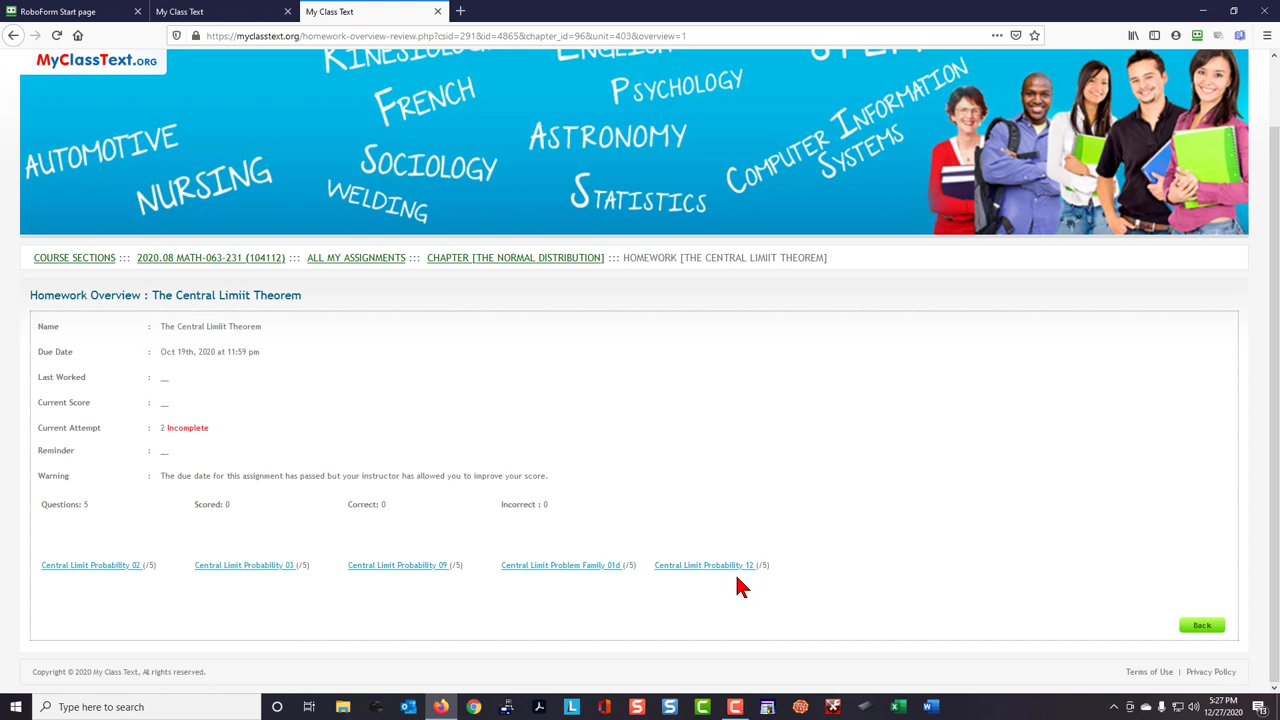 RoboForm Start page
My Class Text
My Class Text
https://myclasstext.org/homework-overview-review.php?csid=291&id=4865&chapter_id=96&unit=403&overview=1
MyClassText.org
Kinesiology
English
French
Psychology
Automotive
Astronomy
Computer Information Systems
Sociology
Nursing
Welding
Statistics
COURSE SECTIONS ::: 2020.08 MATH-063-231 (104112) ::: ALL MY ASSIGNMENTS ::: CHAPTER [THE NORMAL DISTRIBUTION] ::: HOMEWORK [THE CENTRAL LIMIIT THEOREM]
Homework Overview : The Central Limiit Theorem
Name : The Central Limiit Theorem
Due Date : Oct 19th, 2020 at 11:59 pm
Last Worked : __
Current Score : __
Current Attempt : 2 Incomplete
Reminder : __
Warning : The due date for this assignment has passed but your instructor has allowed you to improve your score.
Questions: 5 Scored: 0 Correct: 0 Incorrect : 0
Central Limit Probability 02 (/5) Central Limit Probability 03 (/5) Central Limit Probability 09 (/5) Central Limit Problem Family 01d (/5) Central Limit Probability 12 (/5)
Back
Copyright © 2020 My Class Text, All rights reserved. Terms of Use | Privacy Policy
Type here to search
5:27 PM
12/27/2020